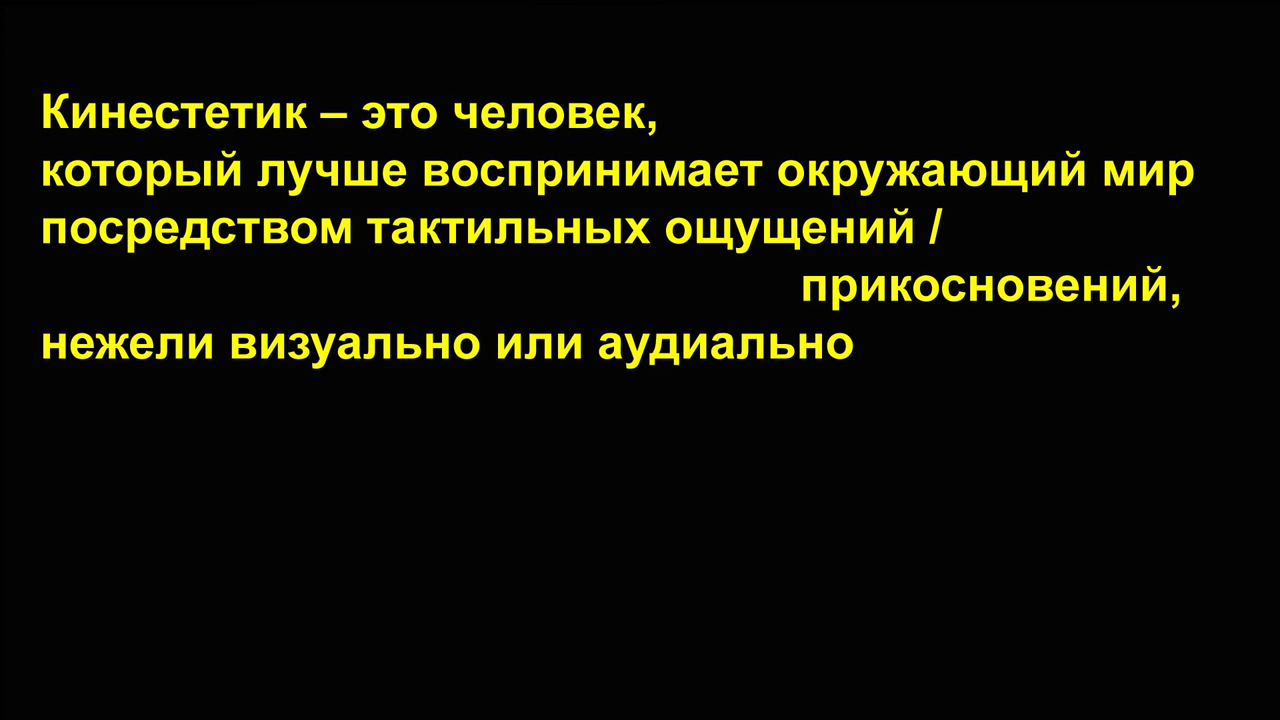 Кинестетик – это человек,
который лучше воспринимает окружающий мир
посредством тактильных ощущений /
прикосновений,
нежели визуально или аудиально